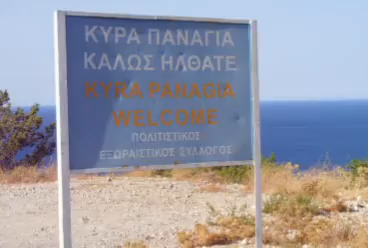 ΚΥΡΑ ΠΑΝΑΓΙΑ
ΚΑΛΩΣ ΗΛΘΑΤΕ
KYRA PANAGIA
WELCOME
ΠΟΛΙΤΙΣΤΙΚΟΣ
ΕΞΩΡΑΙΣΤΙΚΟΣ ΣΥΛΛΟΓΟΣ